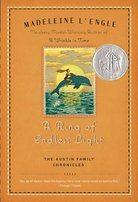 MADELEINE L'ENGLE
Newbery Medal-Winning Author of
A Wrinkle in Time
A Ring of
Endless Light
THE AUSTIN FAMILY
CHRONICLES